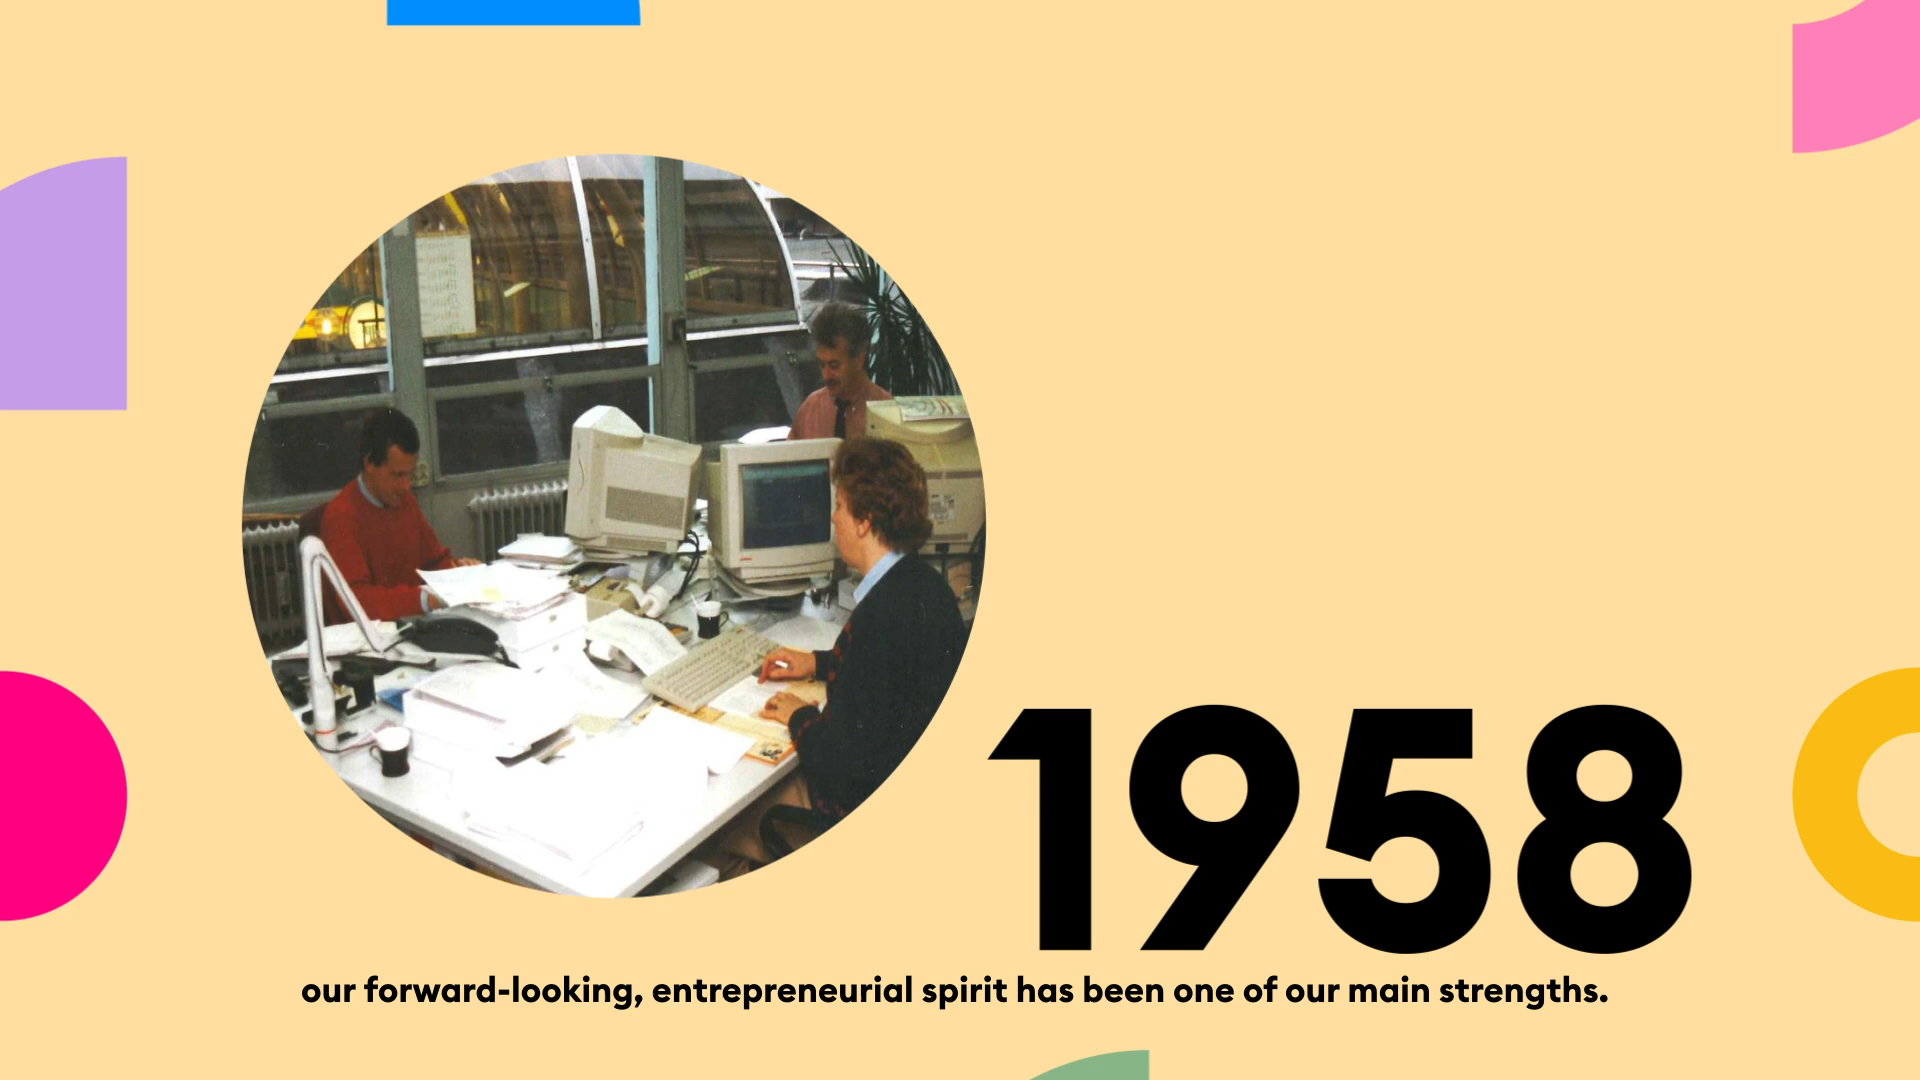 1958
our forward-looking, entrepreneurial spirit has been one of our main strengths.